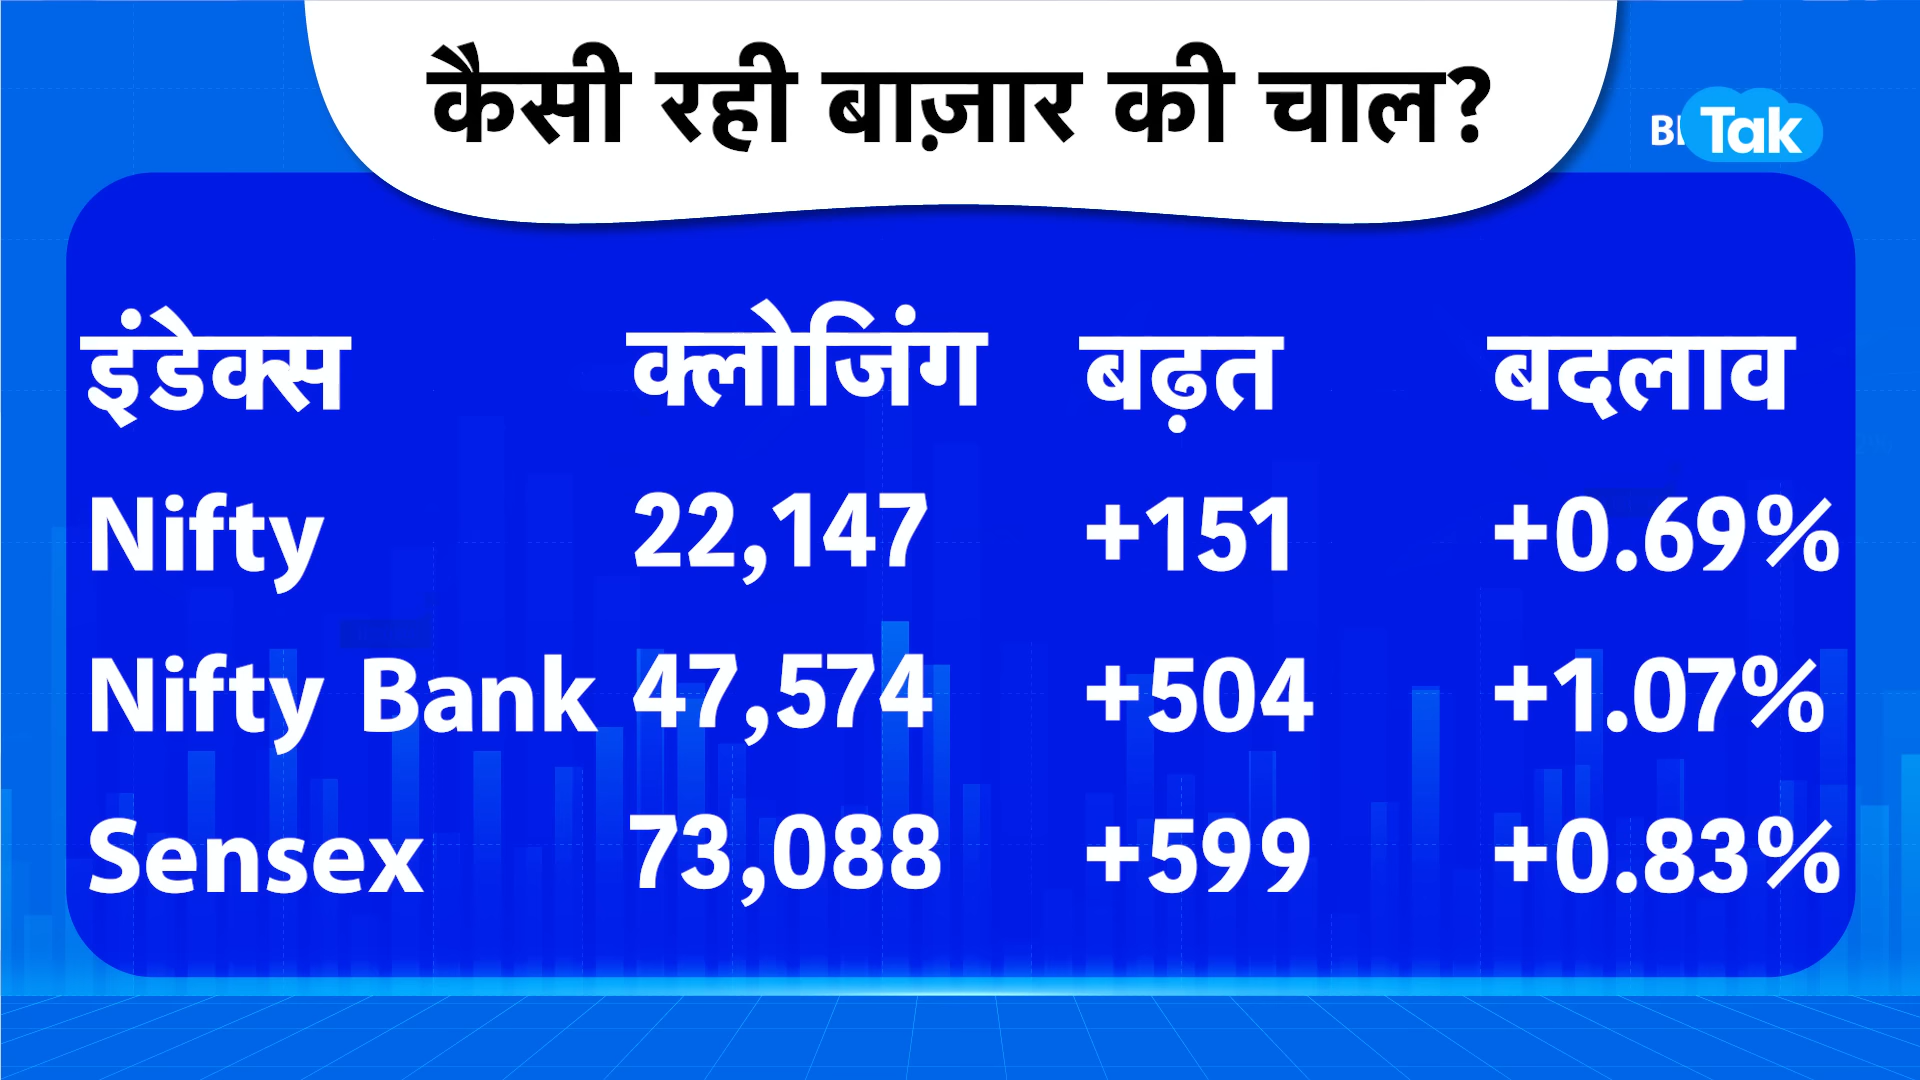 कैसी रही बाज़ार की चाल?
Tak
इंडेक्स क्लोजिंग बढ़त बदलाव
Nifty 22,147 +151 +0.69%
Nifty Bank 47,574 +504 +1.07%
Sensex 73,088 +599 +0.83%